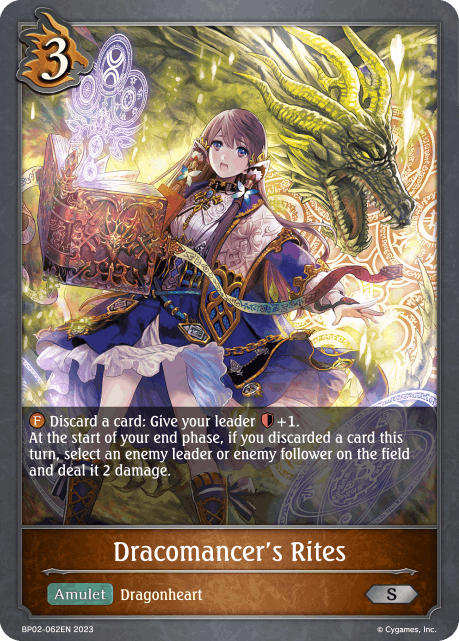 3
F Discard a card: Give your leader +1.
At the start of your end phase, if you discarded a card this
turn, select an enemy leader or enemy follower on the field
and deal it 2 damage.
Dracomancer's Rites
Amulet Dragonheart
S
BP02-062EN 2023
© Cygames, Inc.